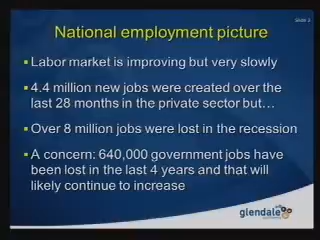 Slide 3
National employment picture
Labor market is improving but very slowly
4.4 million new jobs were created over the
last 28 months in the private sector but…
Over 8 million jobs were lost in the recession
A concern: 640,000 government jobs have
been lost in the last 4 years and that will
likely continue to increase
glendale